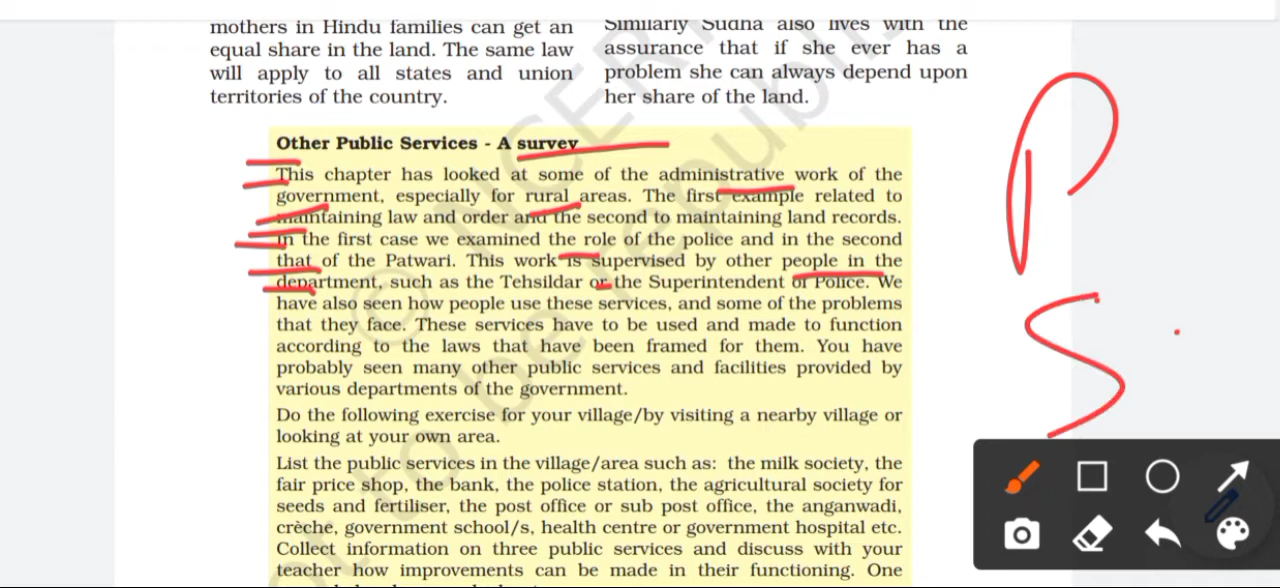 mothers in Hindu families can get an
equal share in the land. The same law
will apply to all states and union
territories of the country.
Similarly Sudha also lives with the
assurance that if she ever has a
problem she can always depend upon
her share of the land.
Other Public Services - A survey
This chapter has looked at some of the administrative work of the
government, especially for rural areas. The first example related to
maintaining law and order and the second to maintaining land records.
In the first case we examined the role of the police and in the second
that of the Patwari. This work is supervised by other people in the
department, such as the Tehsildar or the Superintendent of Police. We
have also seen how people use these services, and some of the problems
that they face. These services have to be used and made to function
according to the laws that have been framed for them. You have
probably seen many other public services and facilities provided by
various departments of the government.
Do the following exercise for your village/by visiting a nearby village or
looking at your own area.
List the public services in the village/area such as: the milk society, the
fair price shop, the bank, the police station, the agricultural society for
seeds and fertiliser, the post office or sub post office, the anganwadi,
crèche, government school/s, health centre or government hospital etc.
Collect information on three public services and discuss with your
teacher how improvements can be made in their functioning. One
P
S